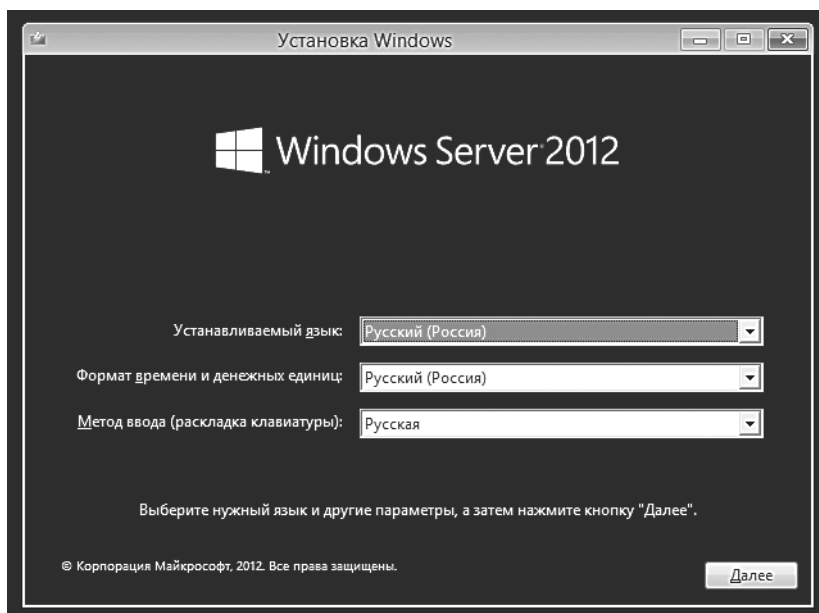 Установка Windows
Windows Server 2012
Устанавливаемый язык: Русский (Россия)
Формат времени и денежных единиц: Русский (Россия)
Метод ввода (раскладка клавиатуры): Русская
Выберите нужный язык и другие параметры, а затем нажмите кнопку "Далее".
© Корпорация Майкрософт, 2012. Все права защищены.
Далее